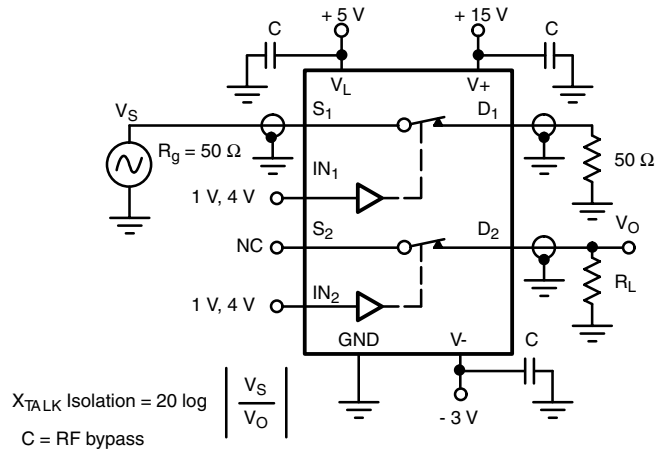 + 5 V
+ 15 V
C
C
V_L
V+
V_S
S_1
D_1
R_g = 50 Ω
50 Ω
IN_1
1 V, 4 V
S_2
D_2
V_O
NC
R_L
IN_2
1 V, 4 V
GND
V-
C
X_TALK Isolation = 20 log | V_S / V_O |
- 3 V
C = RF bypass